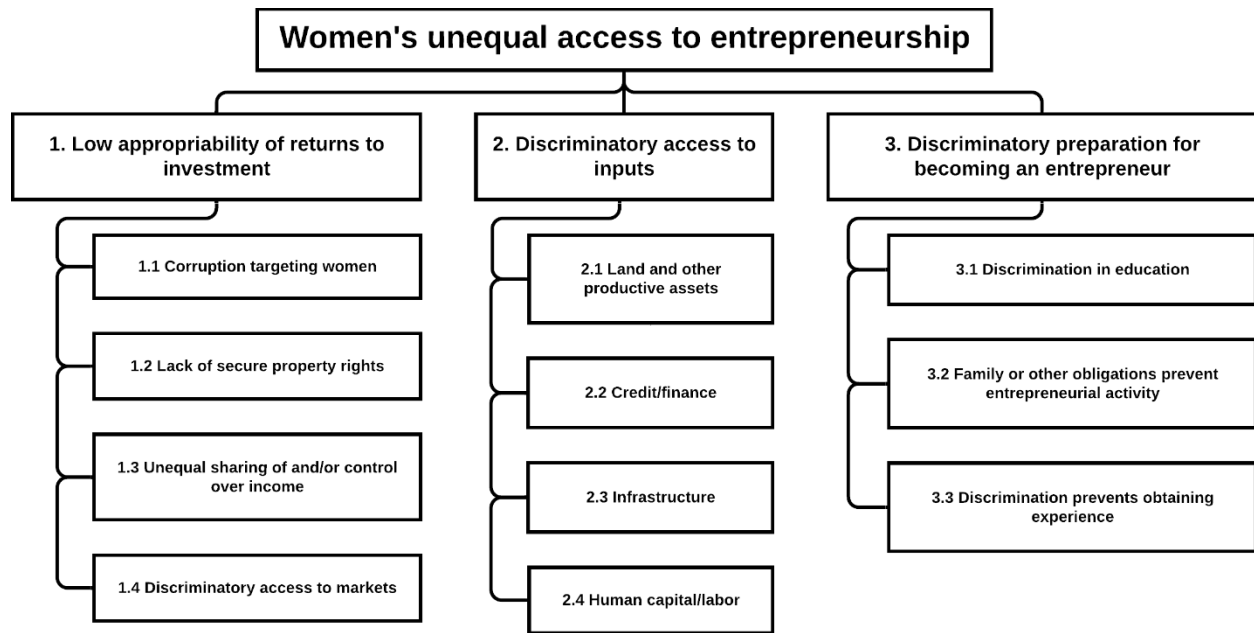 Women's unequal access to entrepreneurship
1. Low appropriability of returns to
investment
1.1 Corruption targeting women
1.2 Lack of secure property rights
1.3 Unequal sharing of and/or control
over income
1.4 Discriminatory access to markets
2. Discriminatory access to
inputs
2.1 Land and other
productive assets
2.2 Credit/finance
2.3 Infrastructure
2.4 Human capital/labor
3. Discriminatory preparation for
becoming an entrepreneur
3.1 Discrimination in education
3.2 Family or other obligations prevent
entrepreneurial activity
3.3 Discrimination prevents obtaining
experience